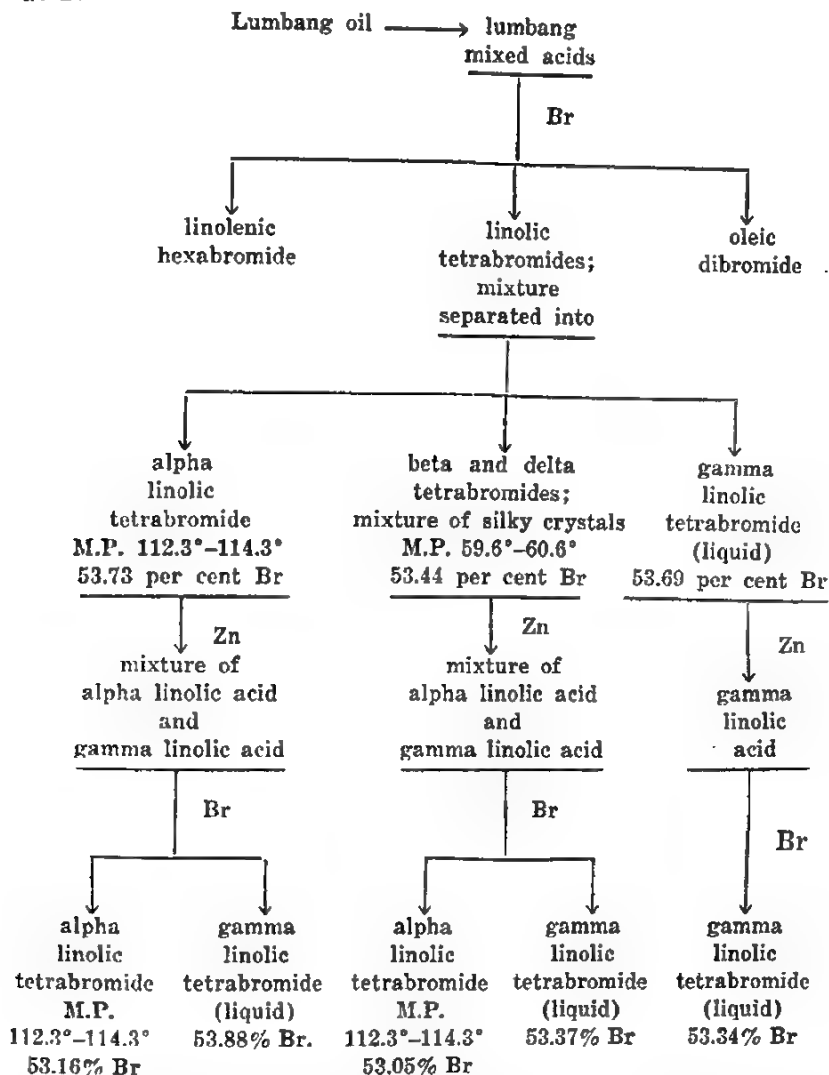 Lumbang oil lumbang
mixed acids
Br
linolenic
hexabromide
linolic
tetrabromides;
mixture
separated into
oleic
dibromide
alpha
linolic
tetrabromide
M.P. 112.3°–114.3°
53.73 per cent Br
beta and delta
tetrabromides;
mixture of silky crystals
M.P. 59.6°–60.6°
53.44 per cent Br
gamma
linolic
tetrabromide
(liquid)
53.69 per cent Br
Zn
Zn
Zn
mixture of
alpha linolic acid
and
gamma linolic acid
mixture of
alpha linolic acid
and
gamma linolic acid
gamma
linolic
acid
Br
Br
Br
alpha
linolic
tetrabromide
M.P.
112.3°–114.3°
53.16% Br
gamma
linolic
tetrabromide
(liquid)
53.88% Br.
alpha
linolic
tetrabromide
M.P.
112.3°–114.3°
53.05% Br
gamma
linolic
tetrabromide
(liquid)
53.37% Br
gamma
linolic
tetrabromide
(liquid)
53.34% Br